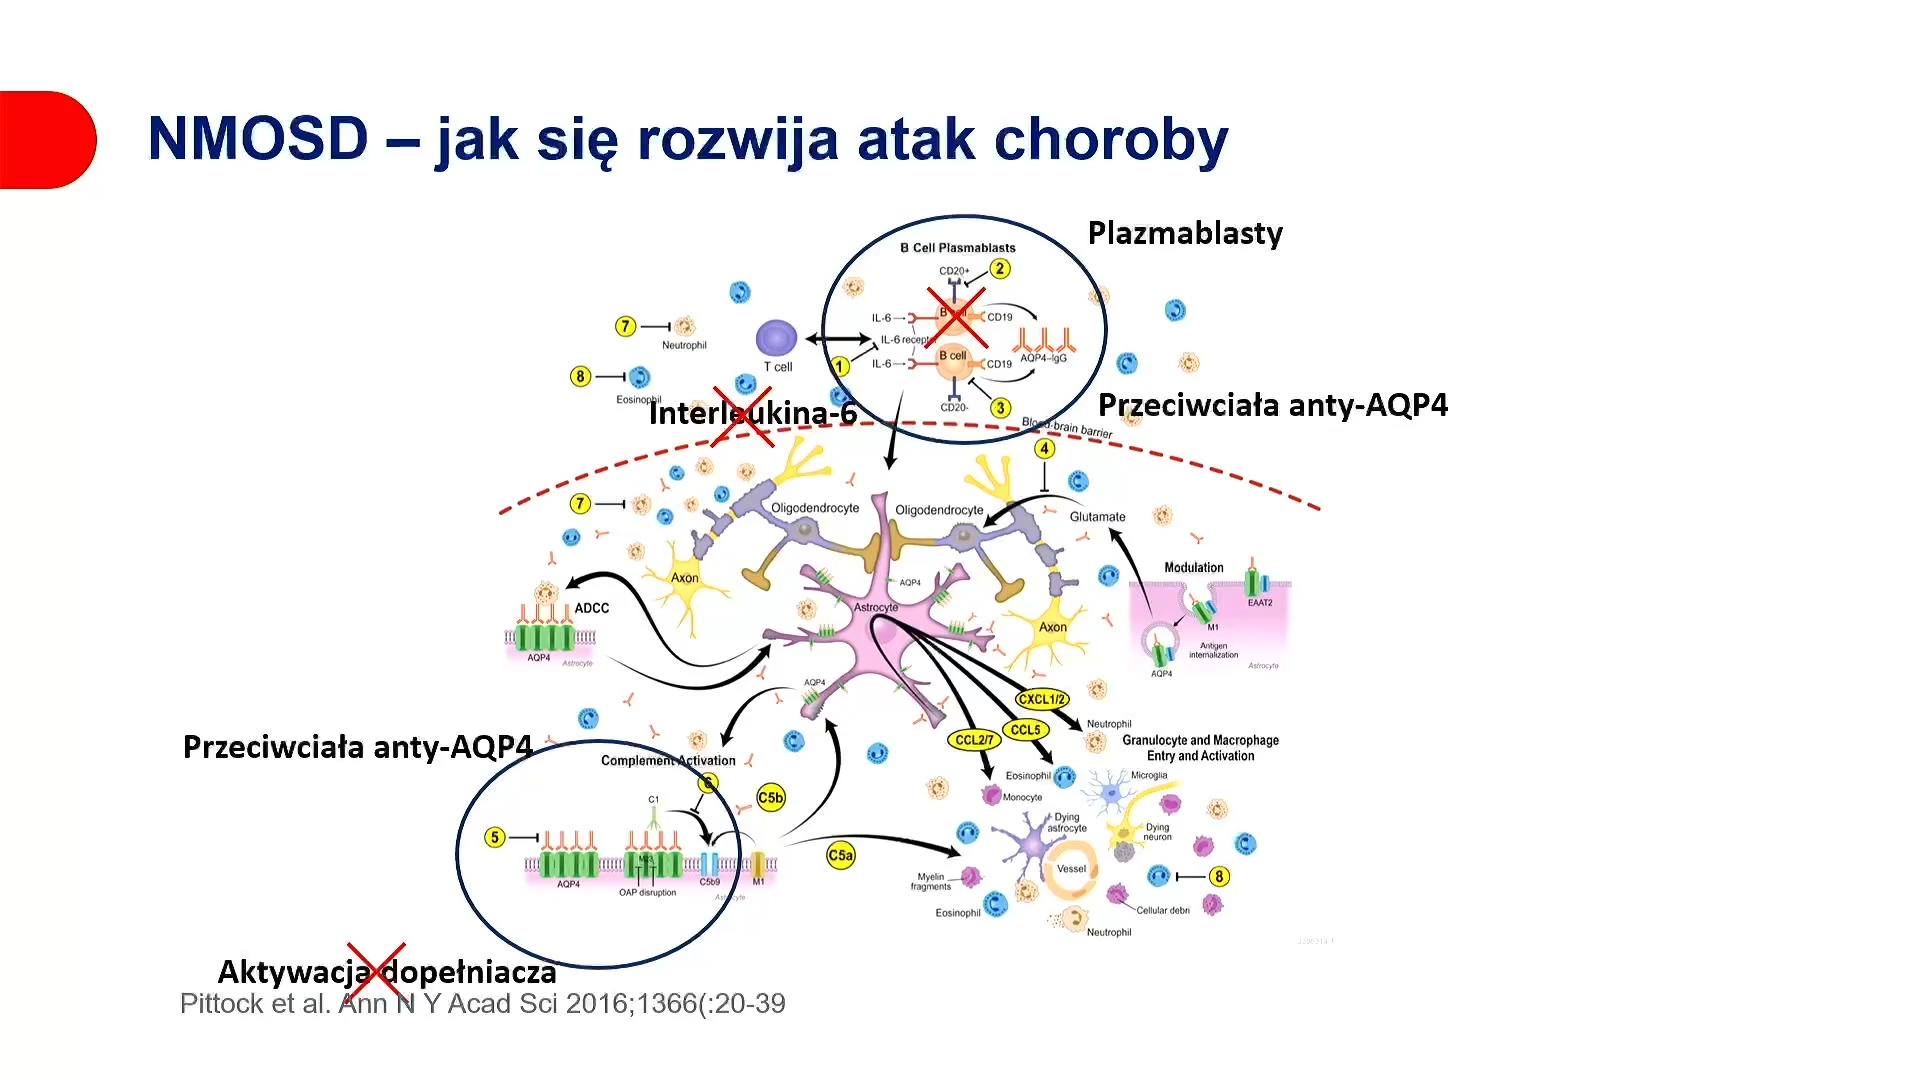 NMOSD – jak się rozwija atak choroby
Plazmablasty
B Cell Plasmablasts
CD20+
2
IL-6
CD19
7
Neutrophil
IL-6
AQP4–IgG
T cell
1
B cell
IL-6
CD19
8
Eosinophil
CD20-
3
Interleukina-6
Przeciwciała anty-AQP4
Blood-brain barrier
4
7
Oligodendrocyte
Oligodendrocyte
Glutamate
Axon
AQP4
Modulation
EAAT2
ADCC
Astrocyte
Axon
M1
Antigen
internalization
AQP4
Astrocyte
Astrocyte
AQP4
AQP4
CXCL1/2
CCL5
CCL2/7
Neutrophil
Granulocyte and Macrophage
Entry and Activation
Przeciwciała anty-AQP4
Complement Activation
6
C5b
Eosinophil
Monocyte
Microglia
C1
5
M23
AQP4
OAP disruption
C5b9
M1
Astrocyte
C5a
Dying
astrocyte
Dying
neuron
Vessel
8
Myelin
fragments
Eosinophil
Cellular debri
Neutrophil
Aktywacja dopełniacza
Pittock et al. Ann N Y Acad Sci 2016;1366(:20-39